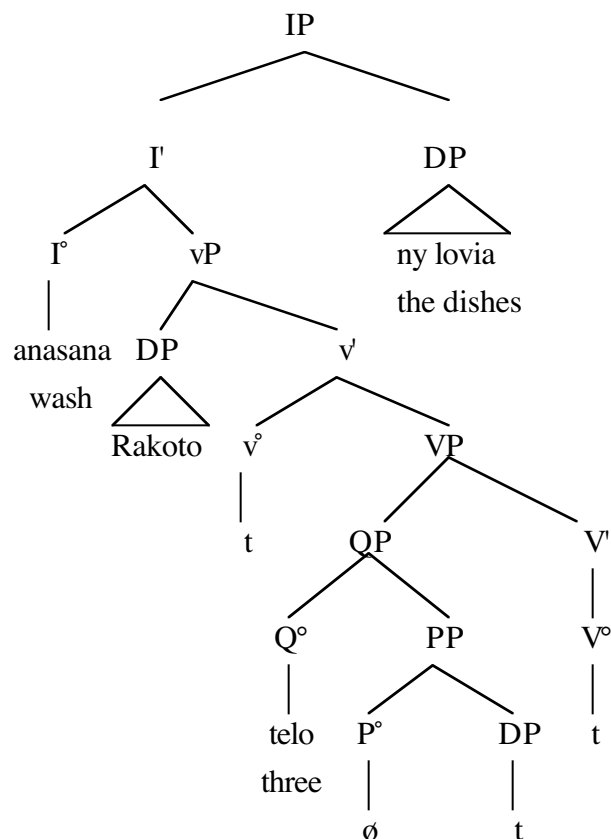 IP
I' DP
I° vP ny lovia
the dishes
anasana DP v'
wash
Rakoto v° VP
t QP V'
Q° PP V°
telo P° DP t
three
ø t